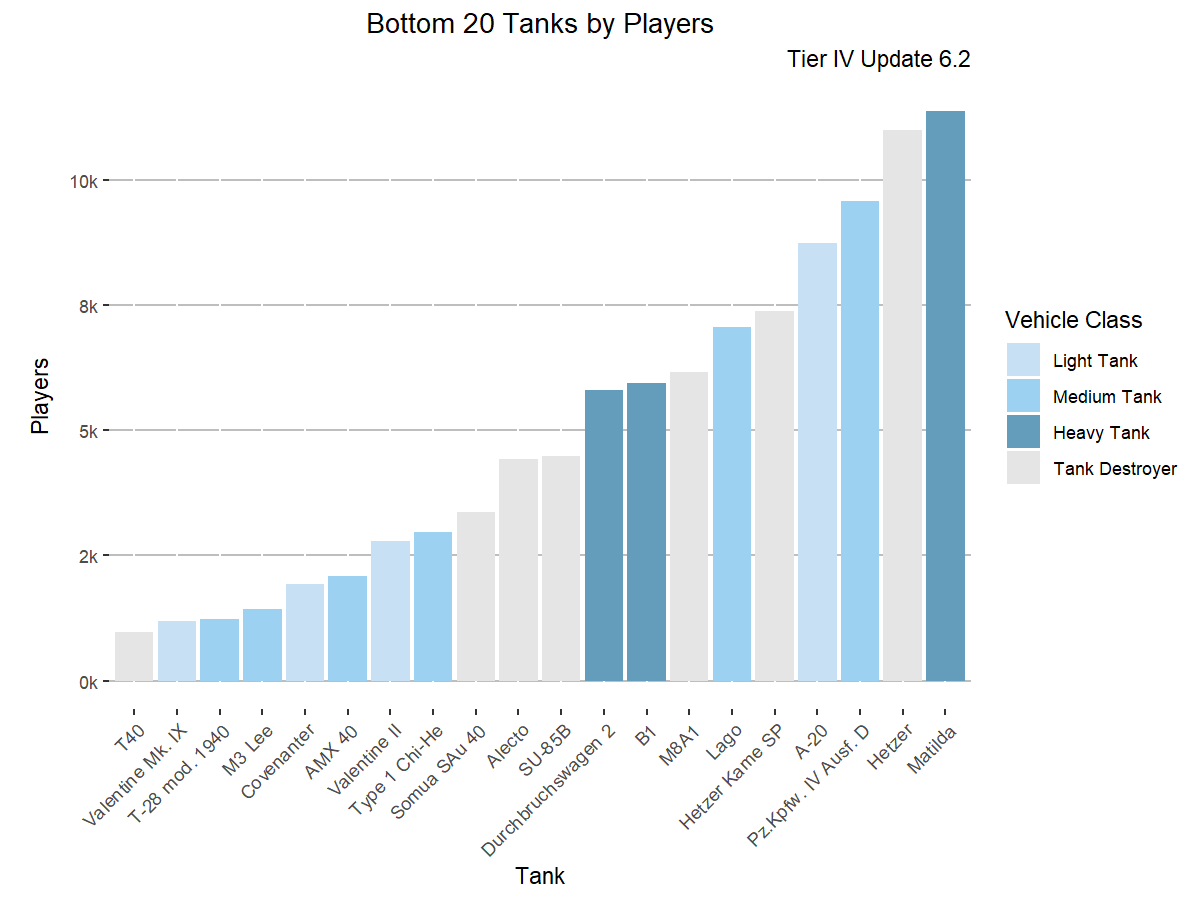 Bottom 20 Tanks by Players
Tier IV Update 6.2
Players
10k
8k
5k
2k
0k
T40
Valentine Mk. IX
T-28 mod. 1940
M3 Lee
Covenanter
AMX 40
Valentine II
Type 1 Chi-He
Somua SAu 40
Alecto
SU-85B
Durchbruchswagen 2
B1
M8A1
Lago
Hetzer Kame SP
A-20
Pz.Kpfw. IV Ausf. D
Hetzer
Matilda
Tank
Vehicle Class
Light Tank
Medium Tank
Heavy Tank
Tank Destroyer